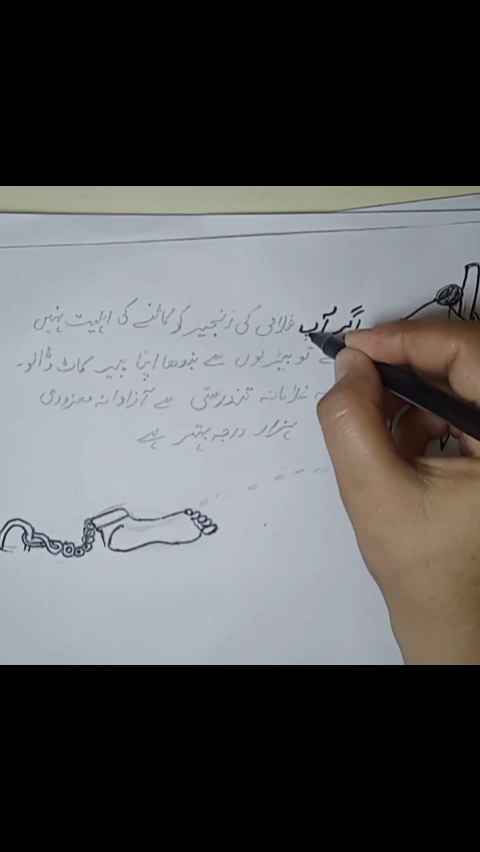 اگر آپ غلامی کی زنجیر کو کاٹنے کی اہلیت نہیں
تو بیڑیوں سے بندھا اپنا پیر کاٹ ڈالو۔
غلامانہ تندرستی سے آزادانہ معزوری
ہزار درجہ بہتر ہے